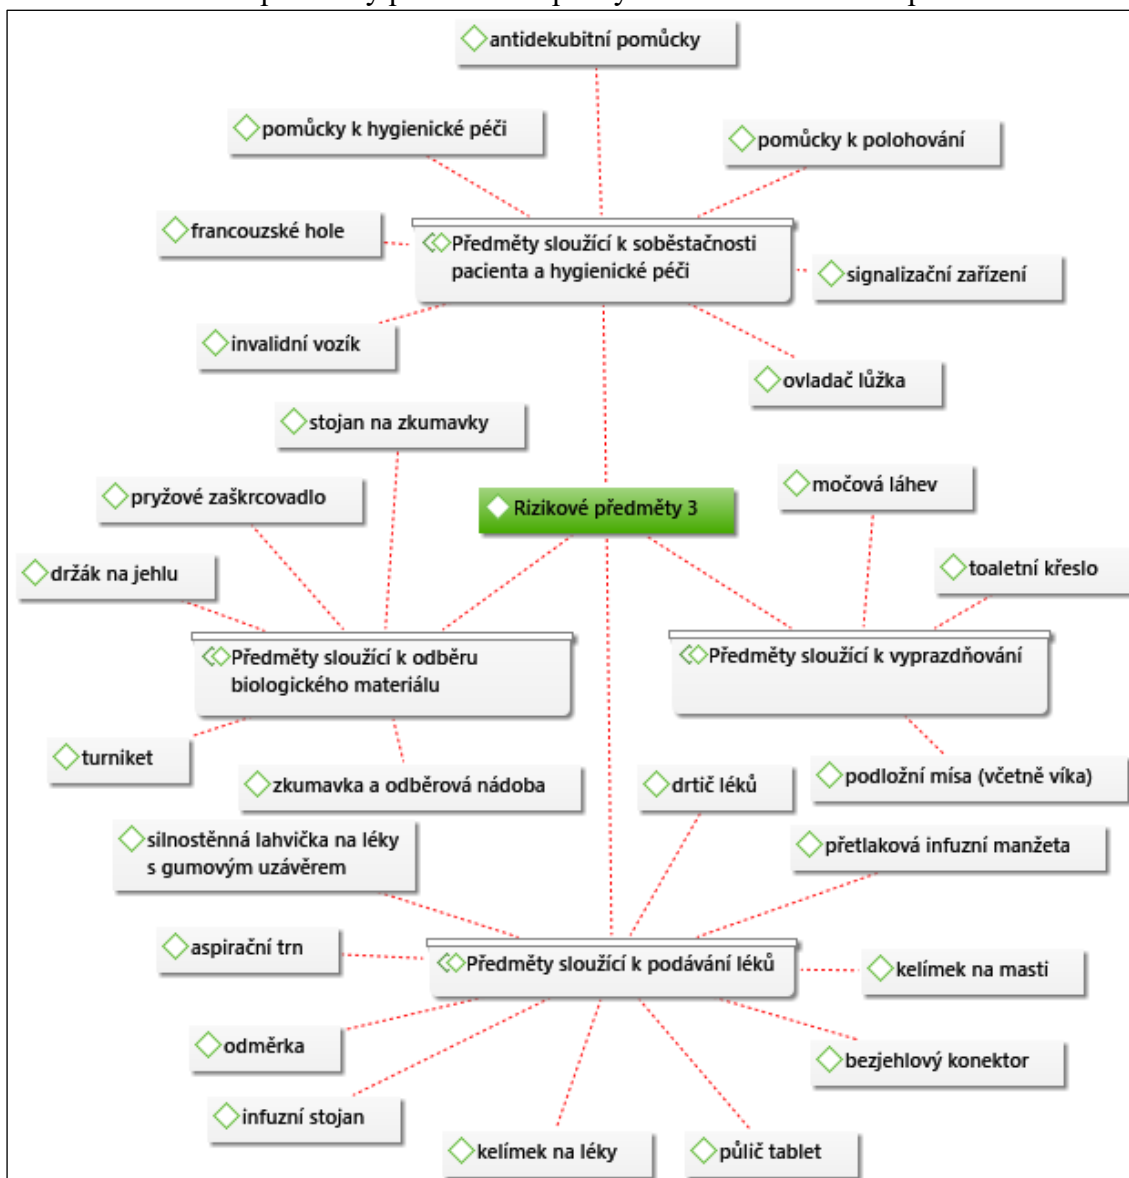 antidekubitní pomůcky
pomůcky k hygienické péči
pomůcky k polohování
francouzské hole
Předměty sloužící k soběstačnosti
pacienta a hygienické péči
signalizační zařízení
invalidní vozík
ovladač lůžka
stojan na zkumavky
močová láhev
pryžové zaškrcovadlo
Rizikové předměty 3
držák na jehlu
toaletní křeslo
Předměty sloužící k odběru
biologického materiálu
Předměty sloužící k vyprazdňování
turniket
zkumavka a odběrová nádoba
drtič léků
podložní mísa (včetně víka)
silnostěnná lahvička na léky
s gumovým uzávěrem
přetlaková infuzní manžeta
aspirační trn
Předměty sloužící k podávání léků
kelímek na masti
odměrka
bezjehlový konektor
infuzní stojan
kelímek na léky
půlič tablet